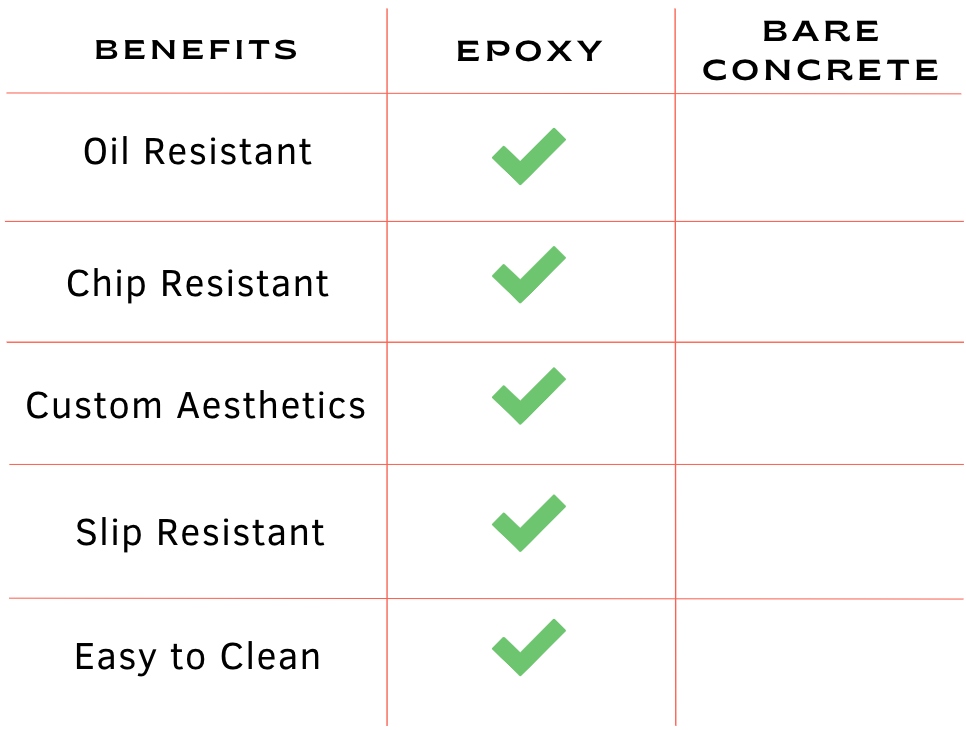 BENEFITS
EPOXY
BARE
CONCRETE
Oil Resistant
Chip Resistant
Custom Aesthetics
Slip Resistant
Easy to Clean